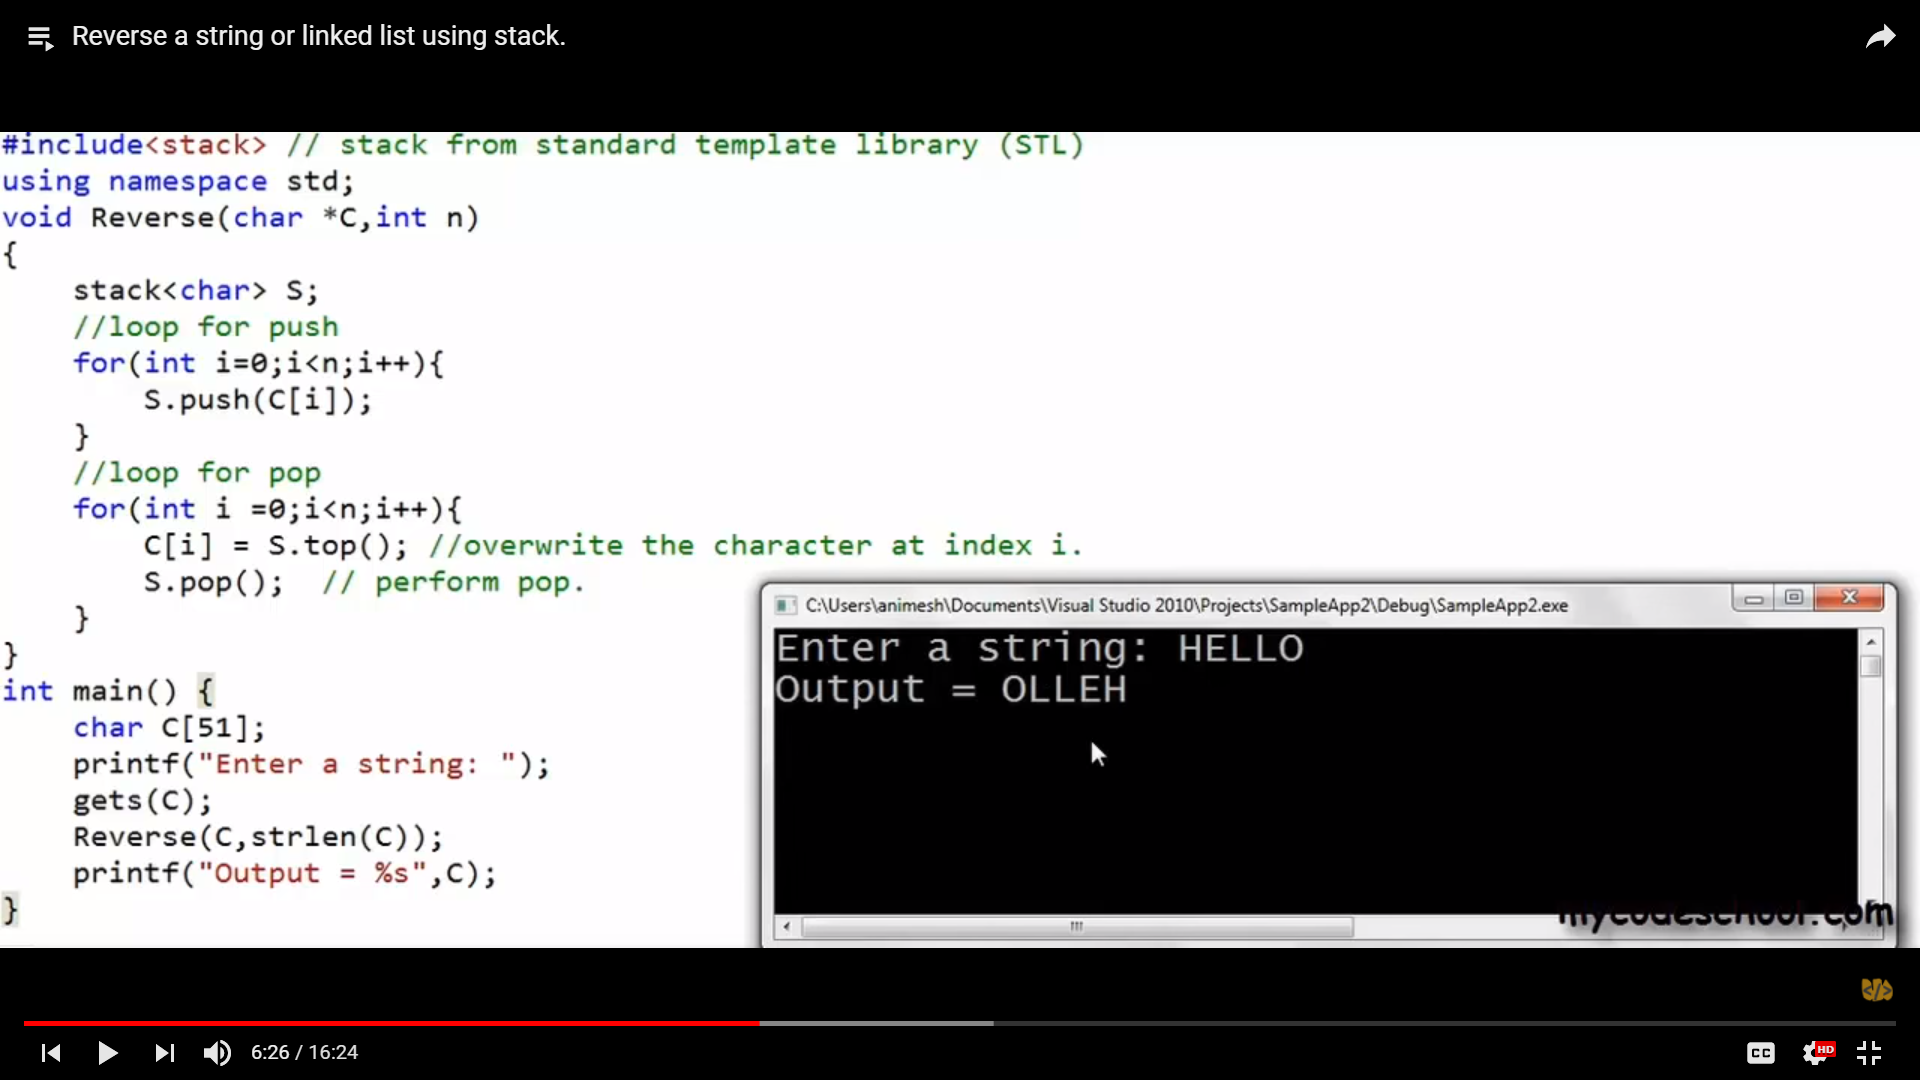 Reverse a string or linked list using stack.
#include<stack> // stack from standard template library (STL)
using namespace std;
void Reverse(char *C,int n)
{
    stack<char> S;
    //loop for push
    for(int i=0;i<n;i++){
        S.push(C[i]);
    }
    //loop for pop
    for(int i =0;i<n;i++){
        C[i] = S.top(); //overwrite the character at index i.
        S.pop();  // perform pop.
    }
}
int main() {
    char C[51];
    printf("Enter a string: ");
    gets(C);
    Reverse(C,strlen(C));
    printf("Output = %s",C);
}
C:\Users\animesh\Documents\Visual Studio 2010\Projects\SampleApp2\Debug\SampleApp2.exe
Enter a string: HELLO
Output = OLLEH
mycodeschool.com
</>
6:26 / 16:24
CC
HD